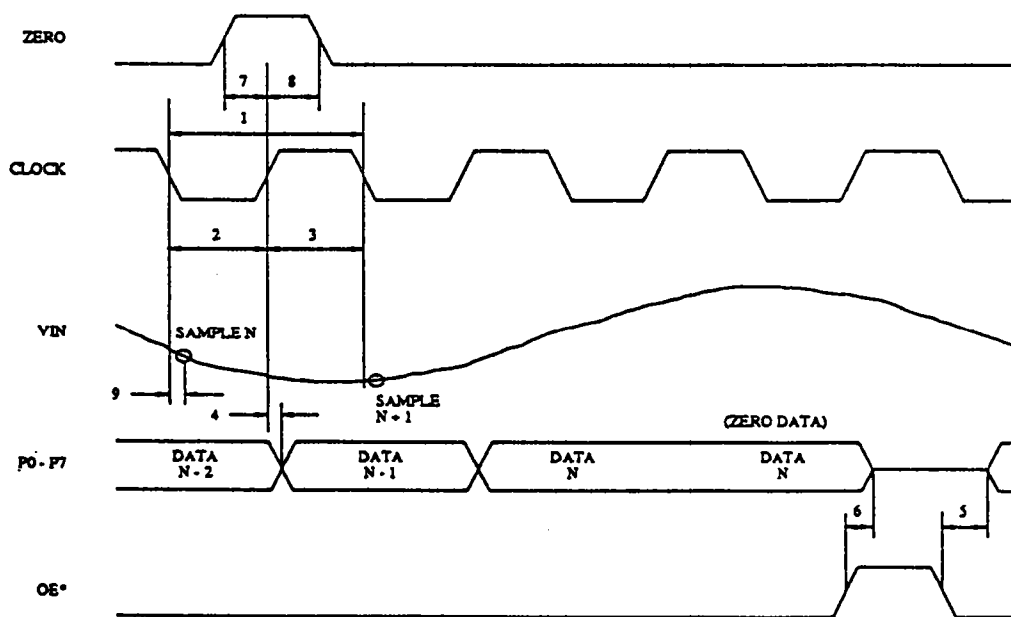 ZERO
7 8
1
CLOCK
2 3
VIN
SAMPLE N
9
SAMPLE
N + 1
4
(ZERO DATA)
P0 - P7
DATA
N - 2
DATA
N - 1
DATA
N
DATA
N
6 5
OE*